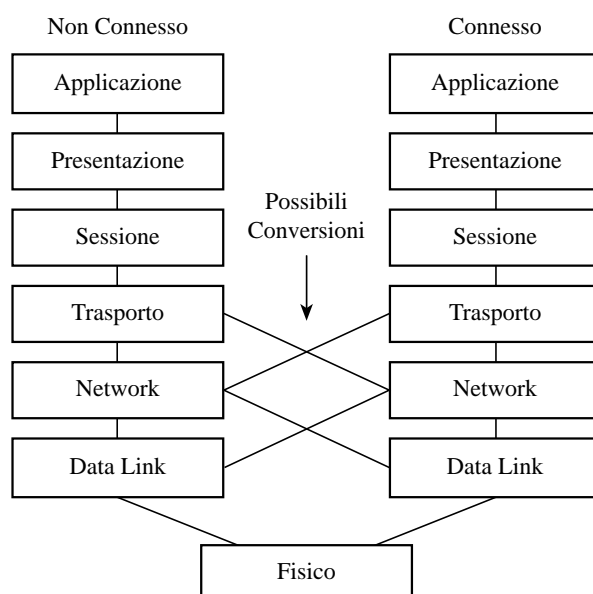 Non Connesso
Connesso
Applicazione
Applicazione
Presentazione
Presentazione
Possibili
Conversioni
Sessione
Sessione
Trasporto
Trasporto
Network
Network
Data Link
Data Link
Fisico